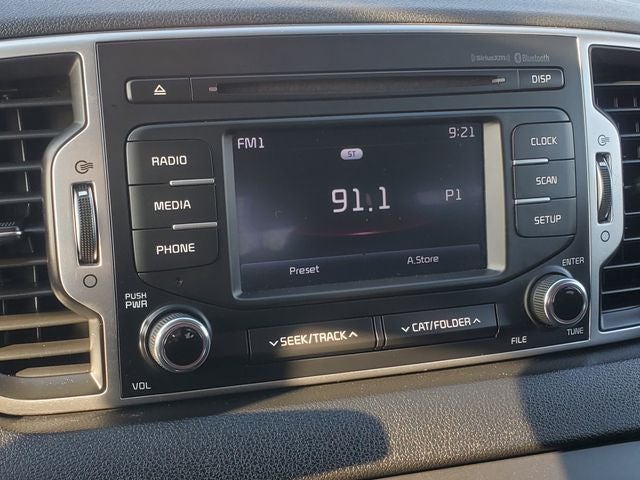 ((SiriusXM)) Bluetooth
DISP
RADIO
MEDIA
PHONE
FM1 9:21
ST
91.1 P1
Preset A.Store
CLOCK
SCAN
SETUP
PUSH
PWR
VOL
SEEK/TRACK
CAT/FOLDER
ENTER
FILE TUNE